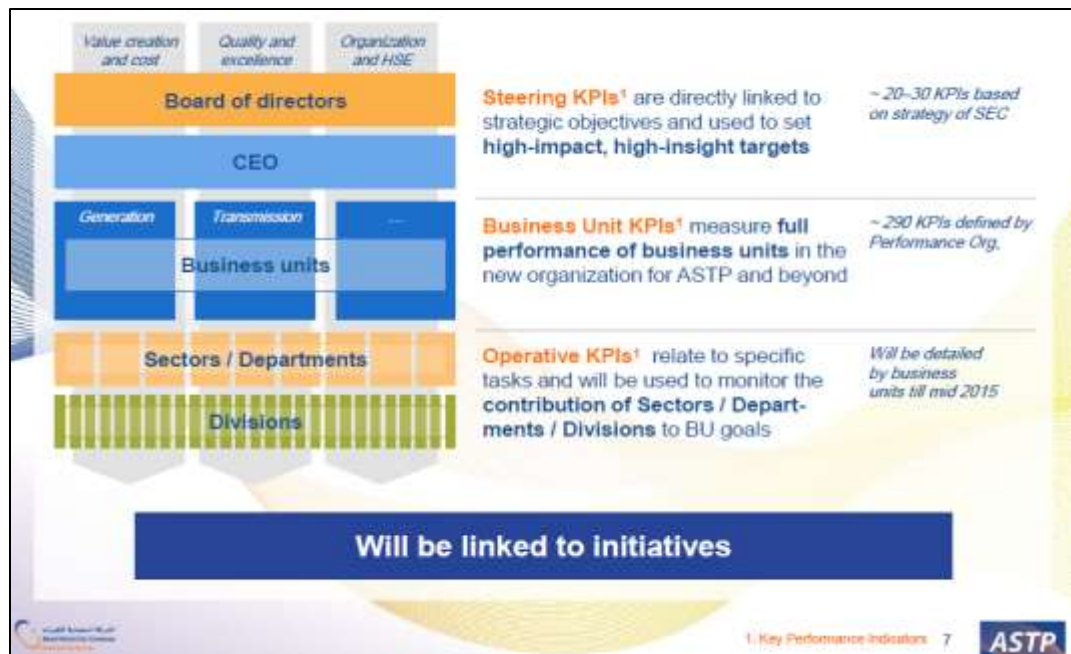 Value creation
and cost
Quality and
excellence
Organization
and HSE
Board of directors
CEO
Generation
Transmission
....
Business units
Sectors / Departments
Divisions
Steering KPIs¹ are directly linked to
strategic objectives and used to set
high-impact, high-insight targets
~ 20–30 KPIs based
on strategy of SEC
Business Unit KPIs¹ measure full
performance of business units in the
new organization for ASTP and beyond
~ 290 KPIs defined by
Performance Org.
Operative KPIs¹ relate to specific
tasks and will be used to monitor the
contribution of Sectors / Depart-
ments / Divisions to BU goals
Will be detailed
by business
units till mid 2015
Will be linked to initiatives
1. Key Performance Indicators 7
ASTP